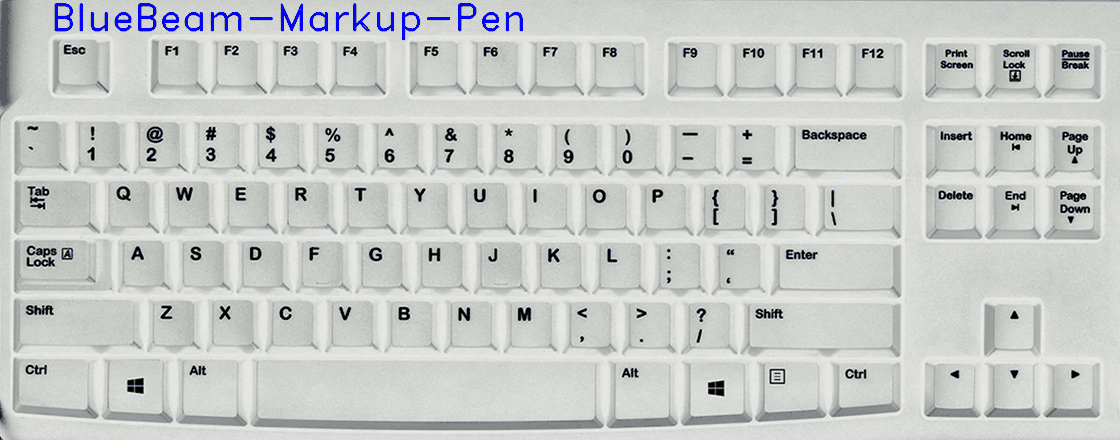 BlueBeam-Markup-Pen
Esc F1 F2 F3 F4 F5 F6 F7 F8 F9 F10 F11 F12 Print Screen Scroll Lock Pause Break
~ ` ! 1 @ 2 # 3 $ 4 % 5 ^ 6 & 7 * 8 ( 9 ) 0 — – + = Backspace Insert Home Page Up
Tab Q W E R T Y U I O P { [ } ] | \ Delete End Page Down
Caps Lock A A S D F G H J K L : ; “ ‘ Enter
Shift Z X C V B N M < , > . ? / Shift
Ctrl Alt Alt Ctrl